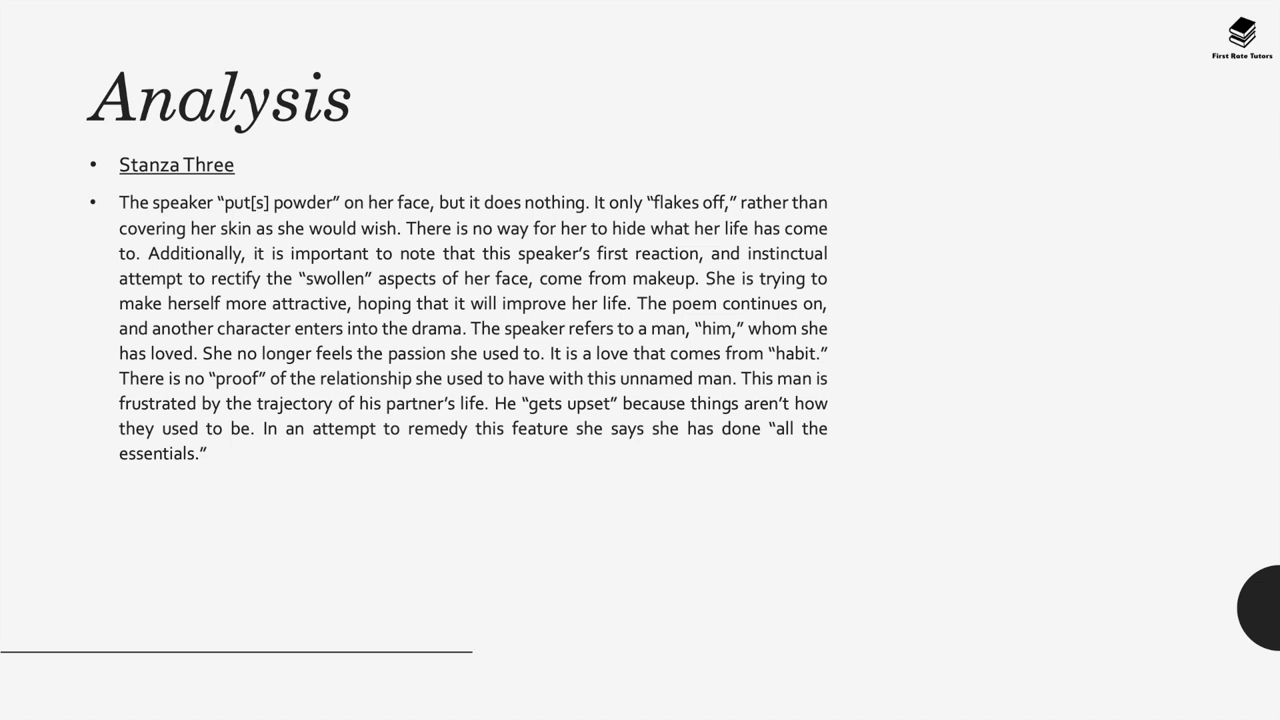 First Rate Tutors
Analysis
• Stanza Three
• The speaker “put[s] powder” on her face, but it does nothing. It only “flakes off,” rather than
covering her skin as she would wish. There is no way for her to hide what her life has come
to. Additionally, it is important to note that this speaker’s first reaction, and instinctual
attempt to rectify the “swollen” aspects of her face, come from makeup. She is trying to
make herself more attractive, hoping that it will improve her life. The poem continues on,
and another character enters into the drama. The speaker refers to a man, “him,” whom she
has loved. She no longer feels the passion she used to. It is a love that comes from “habit.”
There is no “proof” of the relationship she used to have with this unnamed man. This man is
frustrated by the trajectory of his partner’s life. He “gets upset” because things aren’t how
they used to be. In an attempt to remedy this feature she says she has done “all the
essentials.”